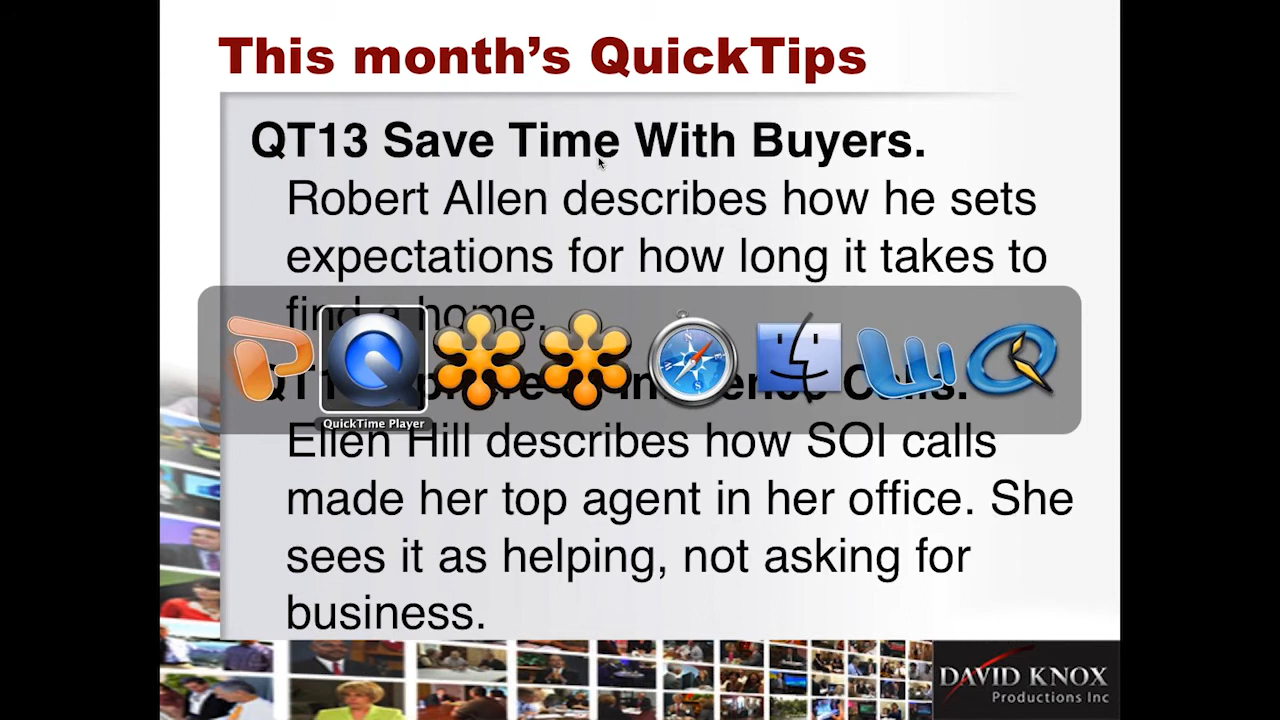 This month's QuickTips
QT13 Save Time With Buyers.
Robert Allen describes how he sets
expectations for how long it takes to
find a home.
QuickTime Player
Ellen Hill describes how SOI calls
made her top agent in her office. She
sees it as helping, not asking for
business.
DAVID KNOX
Productions Inc